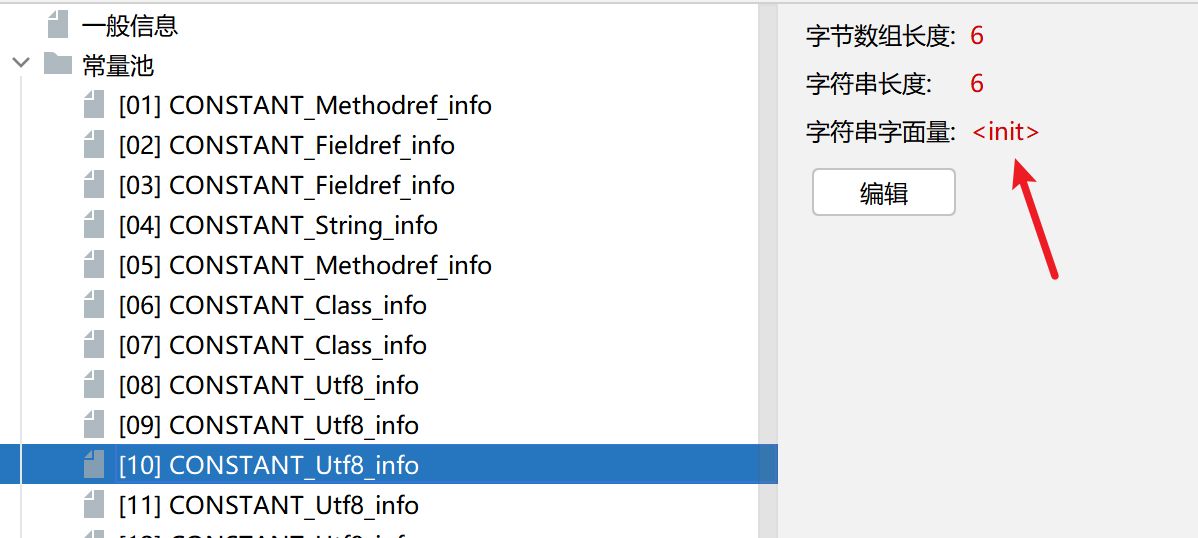 一般信息
常量池
[01] CONSTANT_Methodref_info
[02] CONSTANT_Fieldref_info
[03] CONSTANT_Fieldref_info
[04] CONSTANT_String_info
[05] CONSTANT_Methodref_info
[06] CONSTANT_Class_info
[07] CONSTANT_Class_info
[08] CONSTANT_Utf8_info
[09] CONSTANT_Utf8_info
[10] CONSTANT_Utf8_info
[11] CONSTANT_Utf8_info
字节数组长度: 6
字符串长度: 6
字符串字面量: <init>
编辑